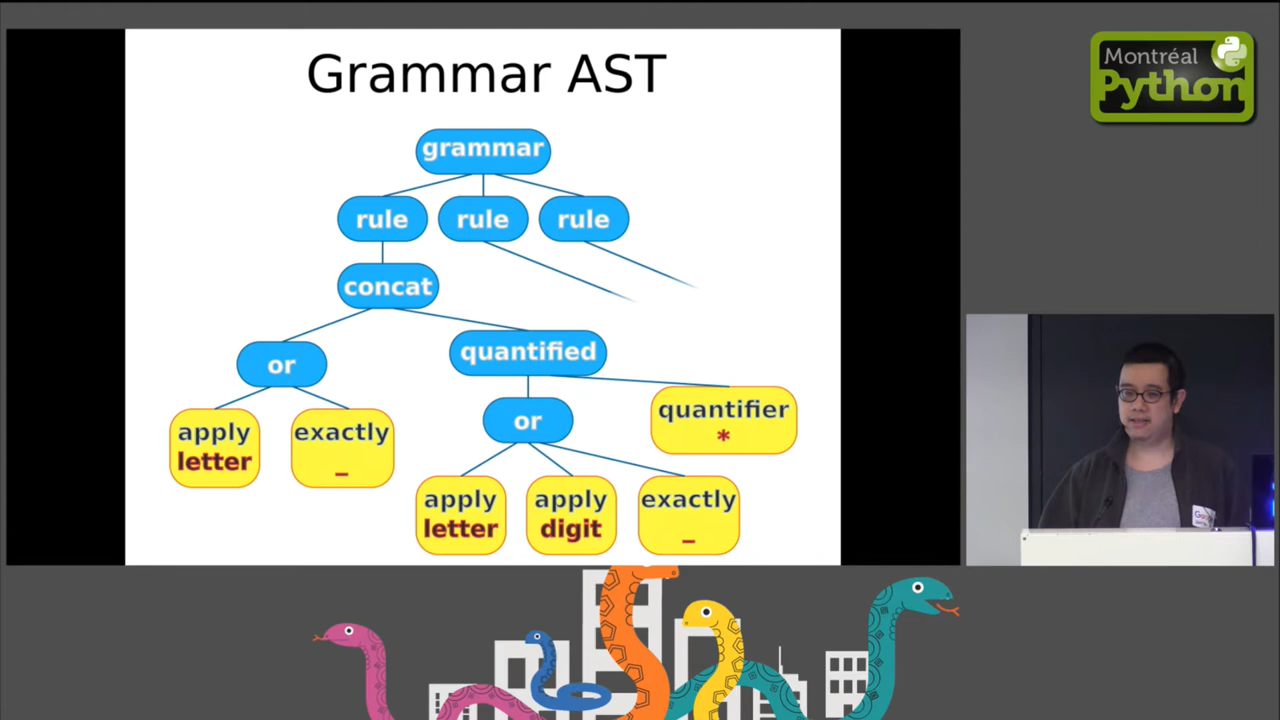 Grammar AST
Montréal
Python
grammar
rule rule rule
concat
or
quantified
apply
letter
exactly
_
or
quantifier
*
apply
letter
apply
digit
exactly
_